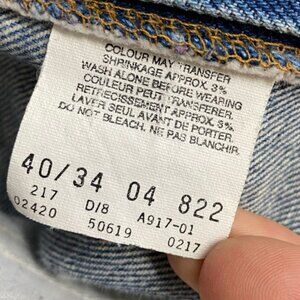 COLOUR MAY TRANSFER
SHRINKAGE APPROX. 3%
WASH ALONE BEFORE WEARING
COULEUR PEUT TRANSFERER.
RETRECISSEMENT APPROX. 3%
LAVER SEUL AVANT DE PORTER.
DO NOT BLEACH. NE PAS BLANCHIR.
40/34 04 822
217 D/8 A917-01
02420 50619 0217